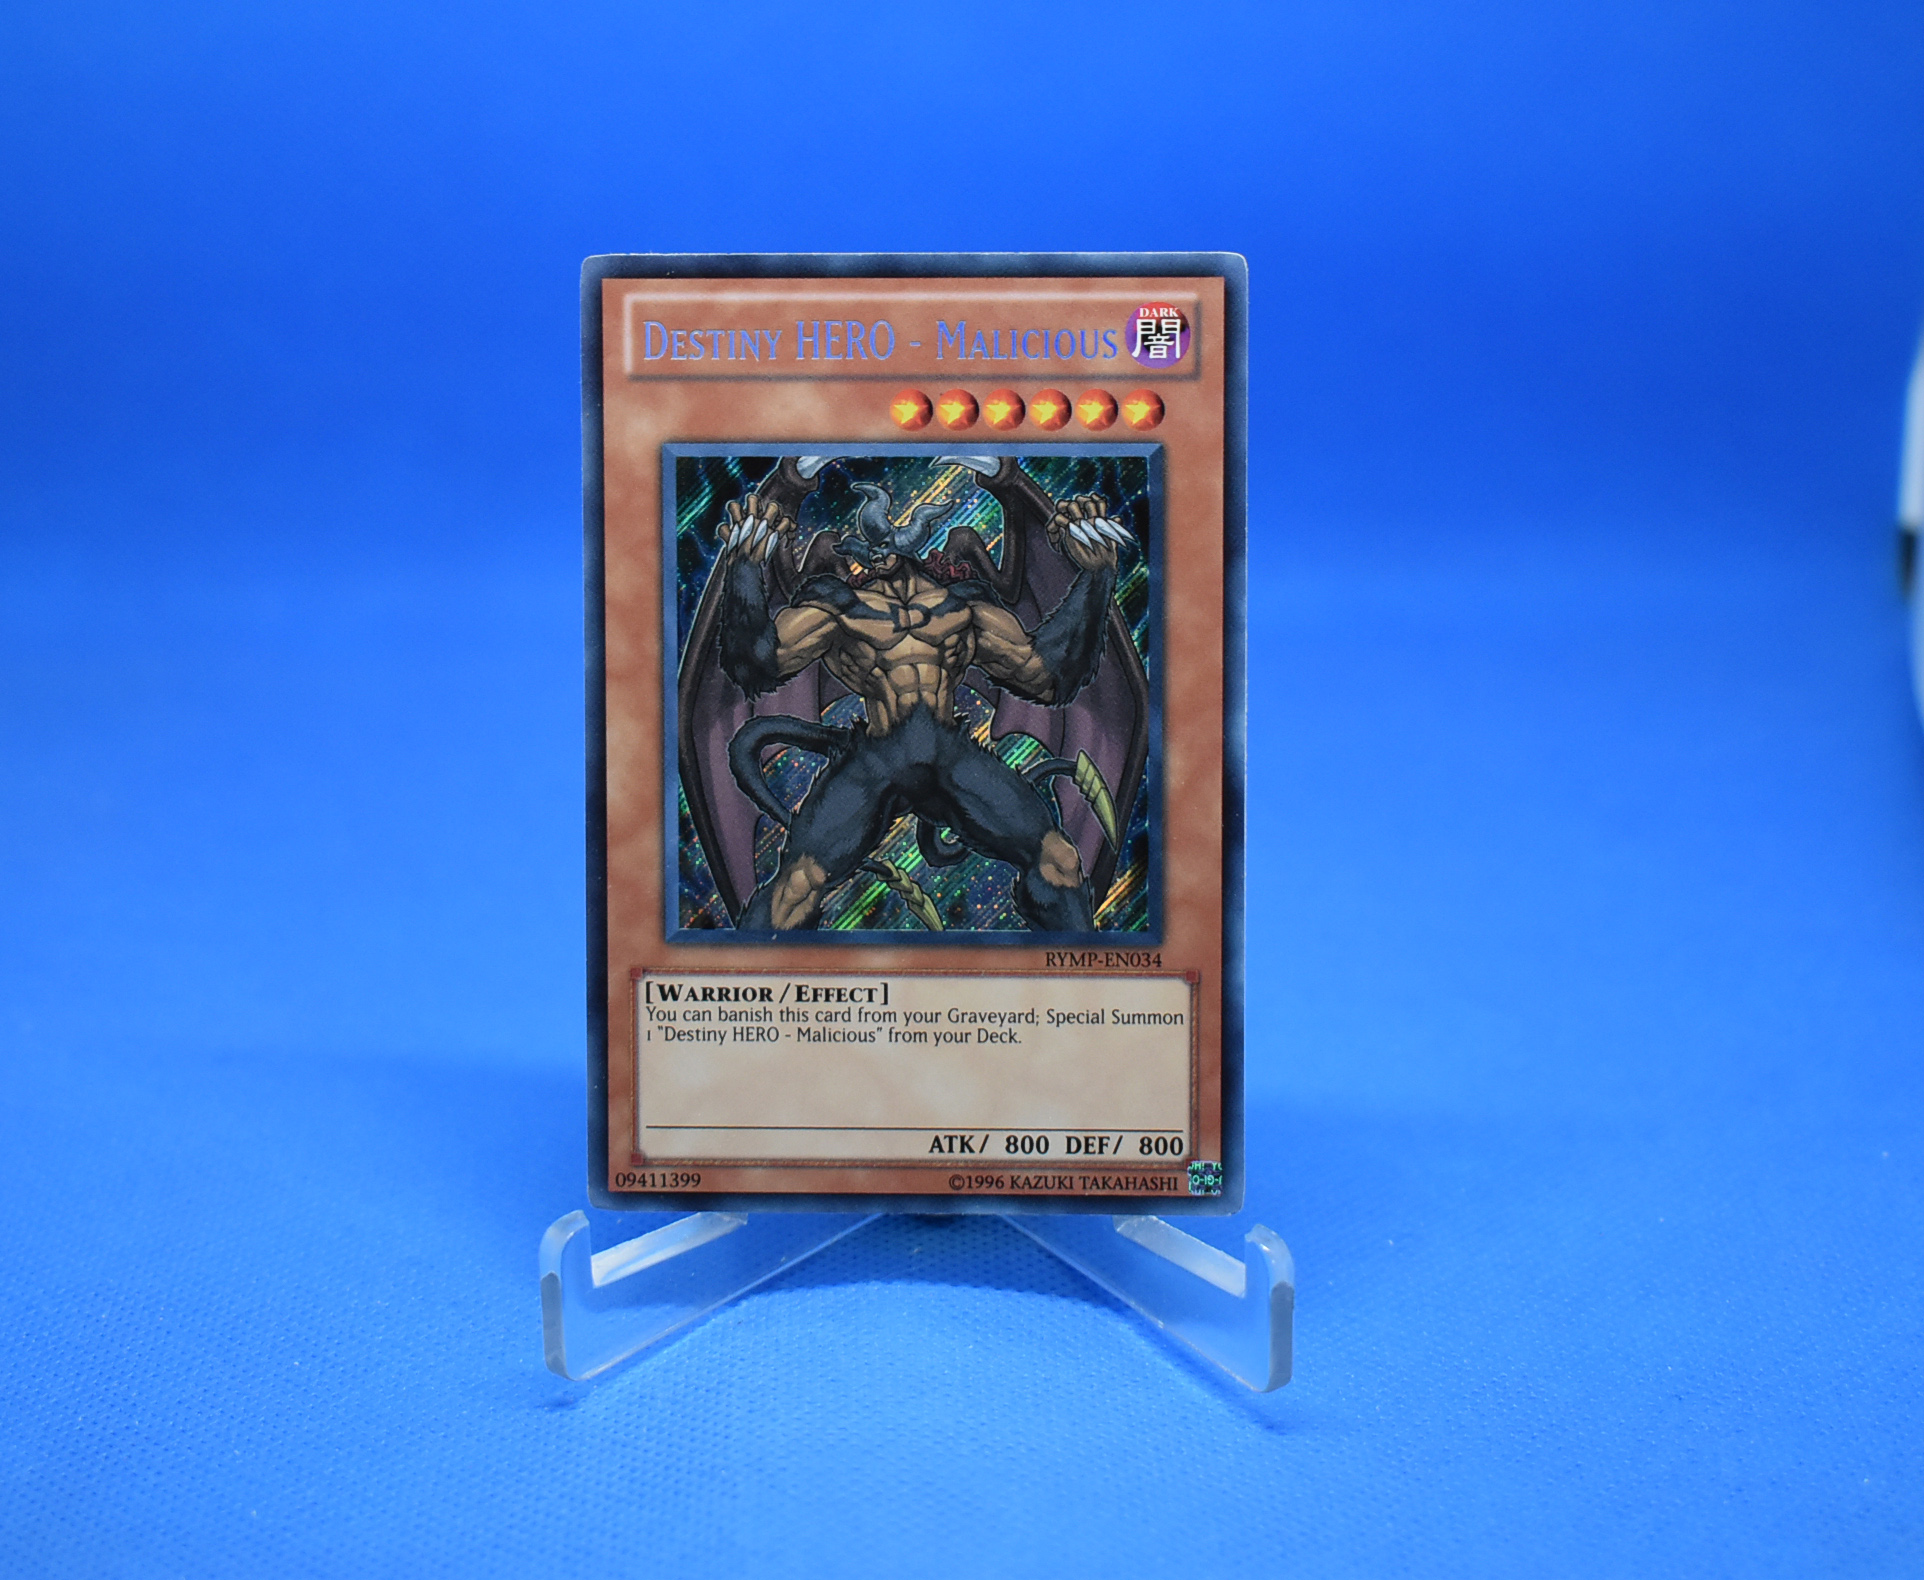 DESTINY HERO - MALICIOUS
DARK
闇
D
RYMP-EN034
[WARRIOR/EFFECT]
You can banish this card from your Graveyard; Special Summon
1 "Destiny HERO - Malicious" from your Deck.
ATK/ 800 DEF/ 800
09411399
©1996 KAZUKI TAKAHASHI